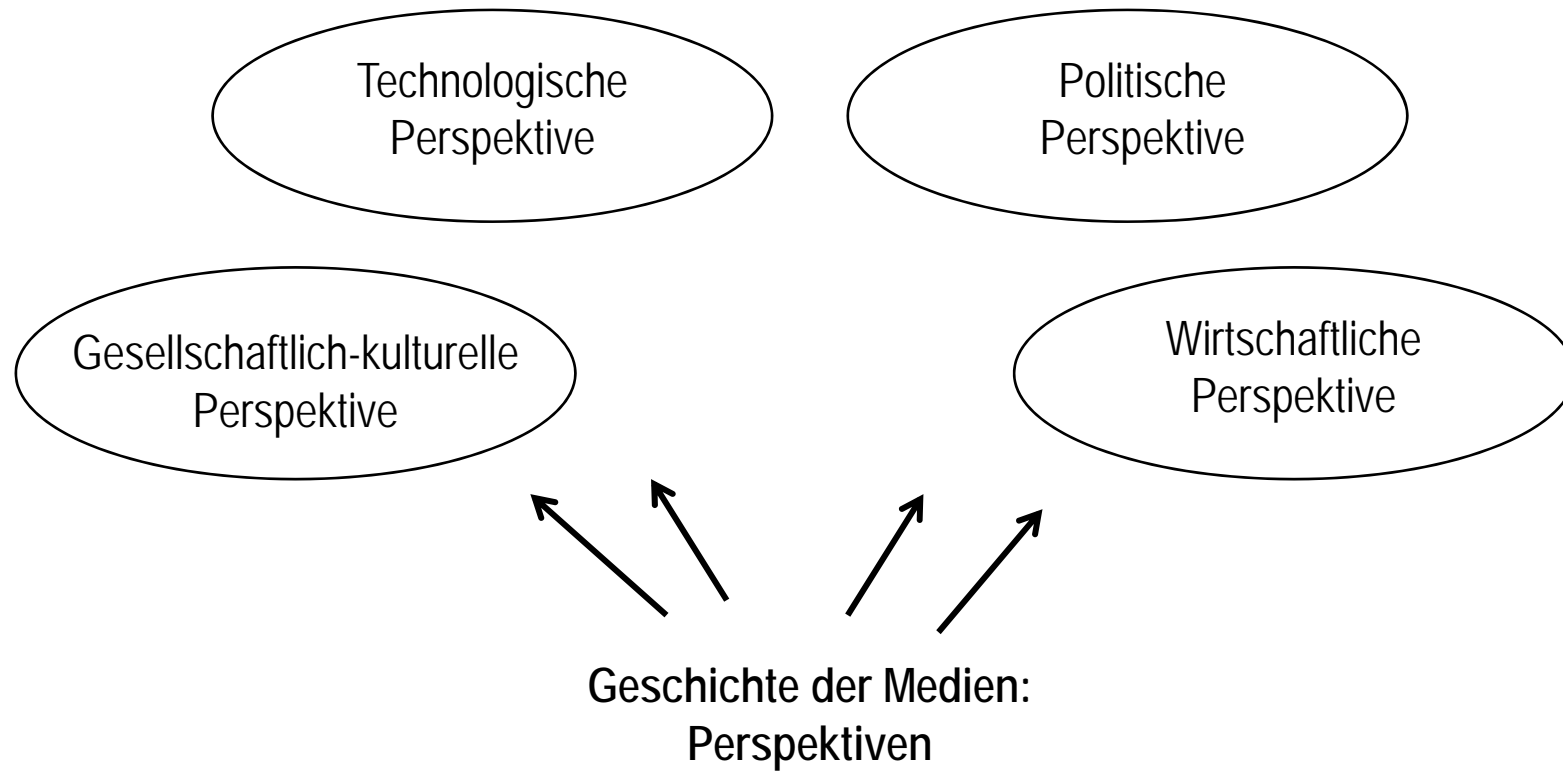 Technologische
Perspektive
Politische
Perspektive
Gesellschaftlich-kulturelle
Perspektive
Wirtschaftliche
Perspektive
Geschichte der Medien:
Perspektiven